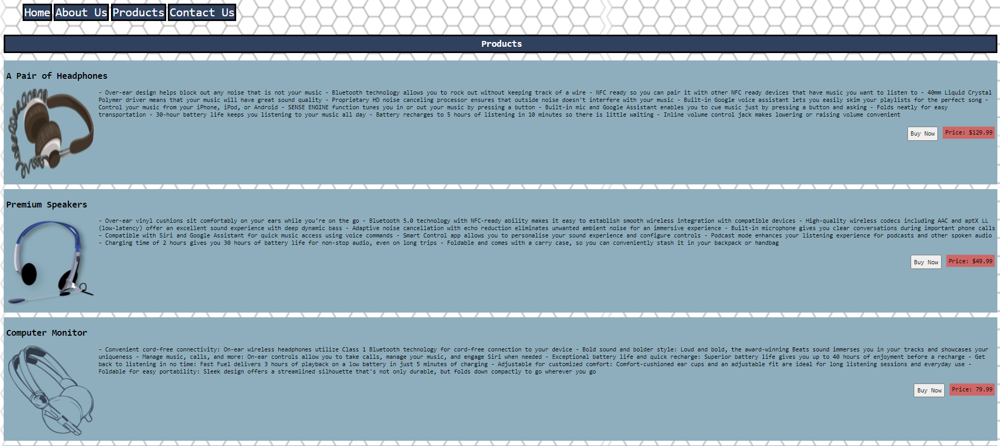 Home About Us Products Contact Us
Products
A Pair of Headphones
- Over-ear design helps block out any noise that is not your music - Bluetooth technology allows you to rock out without keeping track of a wire - NFC ready so you can pair it with other NFC ready devices that have music you want to listen to - 40mm Liquid Crystal
Polymer driver means that your music will have great sound quality - Proprietary HD noise canceling processor ensures that outside noise doesn't interfere with your music - Built-in Google voice assistant lets you easily skim your playlists for the perfect song -
Control your music from your iPhone, iPod, or Android - SENSE ENGINE function tunes you in or out your music by pressing a button - Built-in mic and Google Assistant enables you to cue music just by pressing a button and asking - Folds neatly for easy
transportation - 30-hour battery life keeps you listening to your music all day - Battery recharges to 5 hours of listening in 10 minutes so there is little waiting - Inline volume control jack makes lowering or raising volume convenient
Buy Now Price: $129.99
Premium Speakers
- Over-ear vinyl cushions sit comfortably on your ears while you're on the go - Bluetooth 5.0 technology with NFC-ready ability makes it easy to establish smooth wireless integration with compatible devices - High-quality wireless codecs including AAC and aptX LL
(low-latency) offer an excellent sound experience with deep dynamic bass - Adaptive noise cancellation with echo reduction eliminates unwanted ambient noise for an immersive experience - Built-in microphone gives you clear conversations during important phone calls
- Compatible with Siri and Google Assistant for quick music access using voice commands - Smart Control app allows you to personalise your sound experience and configure controls - Podcast mode enhances your listening experience for podcasts and other spoken audio
- Charging time of 2 hours gives you 30 hours of battery life for non-stop audio, even on long trips - Foldable and comes with a carry case, so you can conveniently stash it in your backpack or handbag
Buy Now Price: $49.99
Computer Monitor
- Convenient cord-free connectivity: On-ear wireless headphones utilize Class 1 Bluetooth technology for cord-free connection to your device - Bold sound and bolder style: Loud and bold, the award-winning Beats sound immerses you in your tracks and showcases your
uniqueness - Manage music, calls, and more: On-ear controls allow you to take calls, manage your music, and engage Siri when needed - Exceptional battery life and quick recharge: Superior battery life gives you up to 40 hours of enjoyment before a recharge - Get
back to listening in no time: Fast Fuel delivers 3 hours of playback on a low battery in just 5 minutes of charging - Adjustable for customized comfort: Comfort-cushioned ear cups and an adjustable fit are ideal for long listening sessions and everyday use -
Foldable for easy portability: Sleek design offers a streamlined silhouette that's not only durable, but folds down compactly to go wherever you go
Buy Now Price: 79.99